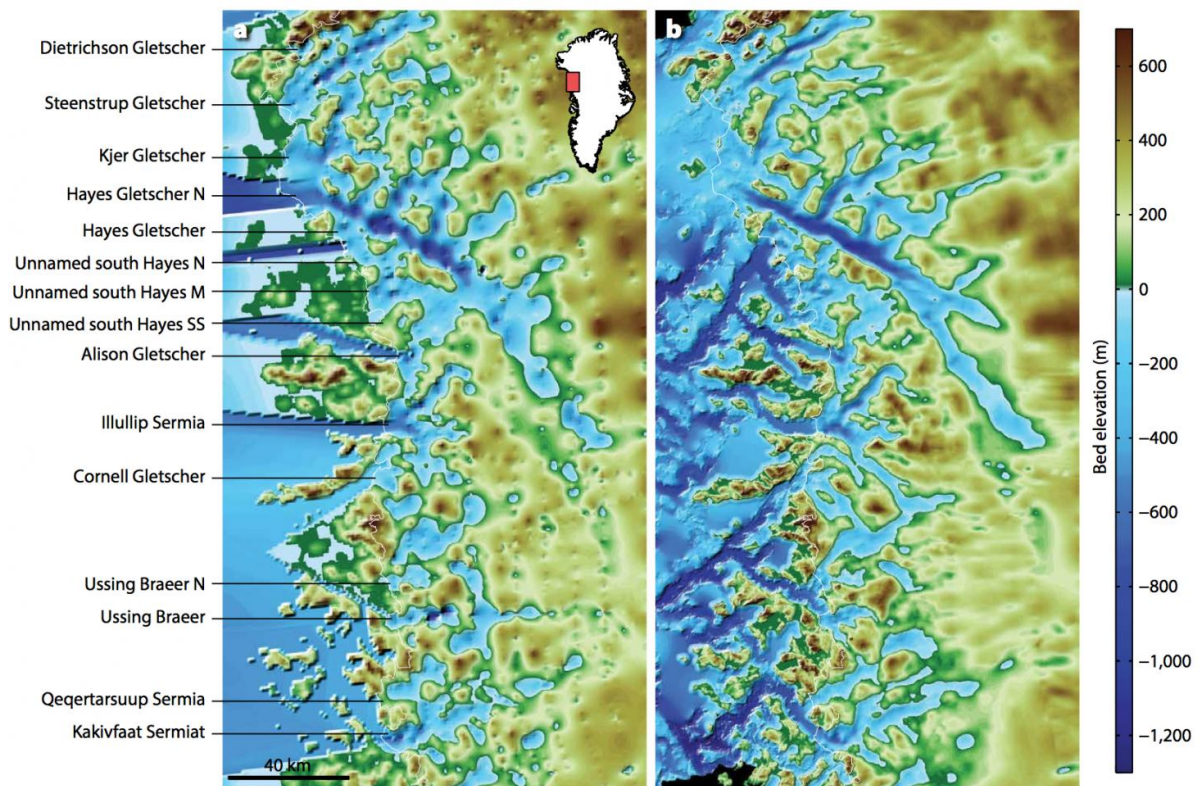 a
b
Dietrichson Gletscher
Steenstrup Gletscher
Kjer Gletscher
Hayes Gletscher N
Hayes Gletscher
Unnamed south Hayes N
Unnamed south Hayes M
Unnamed south Hayes SS
Alison Gletscher
Illullip Sermia
Cornell Gletscher
Ussing Braeer N
Ussing Braeer
Qeqertarsuup Sermia
Kakivfaat Sermiat
40 km
600
400
200
0
−200
−400
−600
−800
−1,000
−1,200
Bed elevation (m)